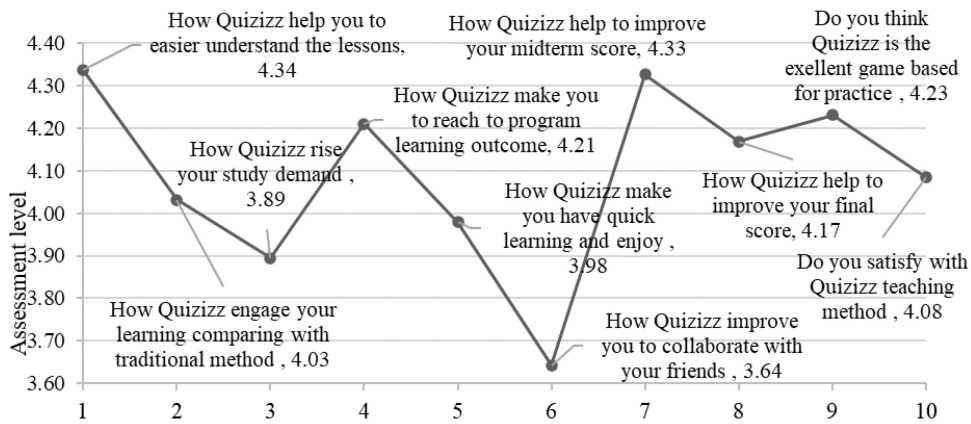 How Quizizz help you to
easier understand the lessons,
4.34
How Quizizz help to improve
your midterm score, 4.33
Do you think
Quizizz is the
exellent game based
for practice , 4.23
How Quizizz make you
to reach to program
learning outcome, 4.21
How Quizizz rise
your study demand ,
3.89
How Quizizz make
you have quick
learning and enjoy ,
3.98
How Quizizz help to
improve your final
score, 4.17
Do you satisfy with
Quizizz teaching
method , 4.08
How Quizizz engage your
learning comparing with
traditional method , 4.03
How Quizizz improve
you to collaborate with
your friends , 3.64
Assessment level
4.40
4.30
4.20
4.10
4.00
3.90
3.80
3.70
3.60
1 2 3 4 5 6 7 8 9 10